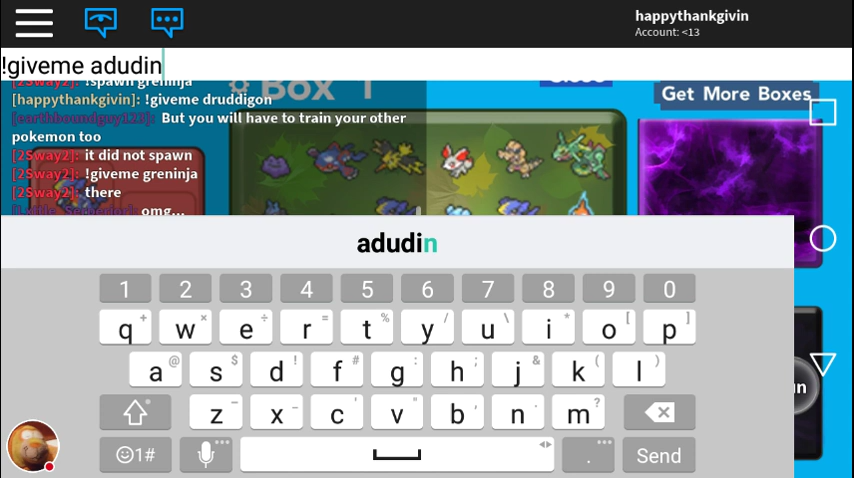 happythankgivin
Account: <13
!giveme adudin
[2Sway2]: !spawn greninja
Box 1
Close
[happythankgivin]: !giveme druddigon
Get More Boxes
[earthboundguy123]: But you will have to train your other
pokemon too
[2Sway2]: it did not spawn
[2Sway2]: !giveme greninja
[2Sway2]: there
omg...
adudin
1 2 3 4 5 6 7 8 9 0
q + w × e ÷ r = t % y / u \ i * o [ p ]
a @ s $ d ! f # g : h ; j & k ( l )
z – x _ c ' v " b , n . m ?
1# . Send